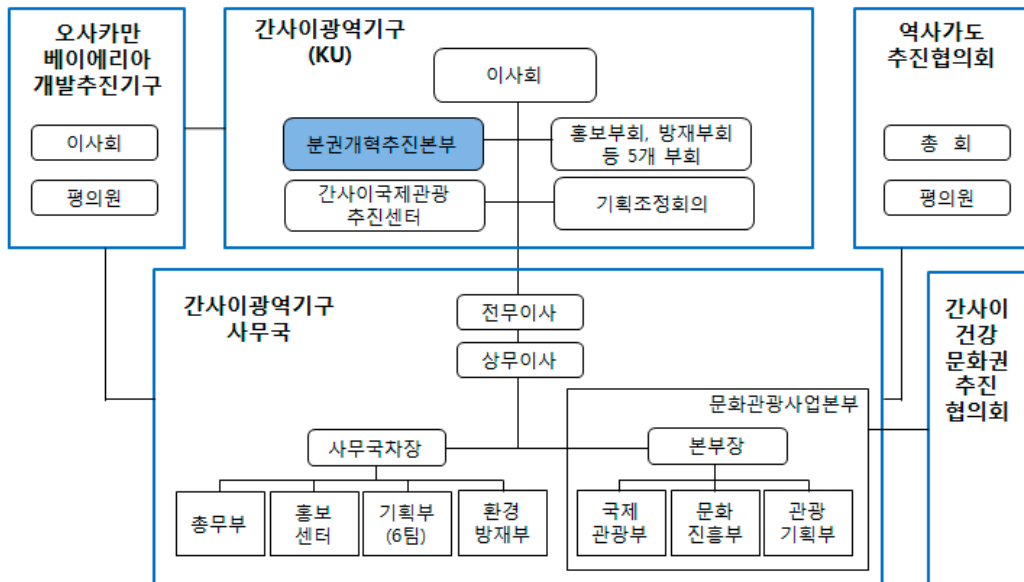 오사카만
베이에리아
개발추진기구
이사회
평의원
간사이광역기구
(KU)
이사회
분권개혁추진본부
홍보부회, 방재부회
등 5개 부회
간사이국제관광
추진센터
기획조정회의
역사가도
추진협의회
총 회
평의원
간사이광역기구
사무국
전무이사
상무이사
문화관광사업본부
사무국차장
본부장
총무부
홍보
센터
기획부
(6팀)
환경
방재부
국제
관광부
문화
진흥부
관광
기획부
간사이
건강
문화권
추진
협의회